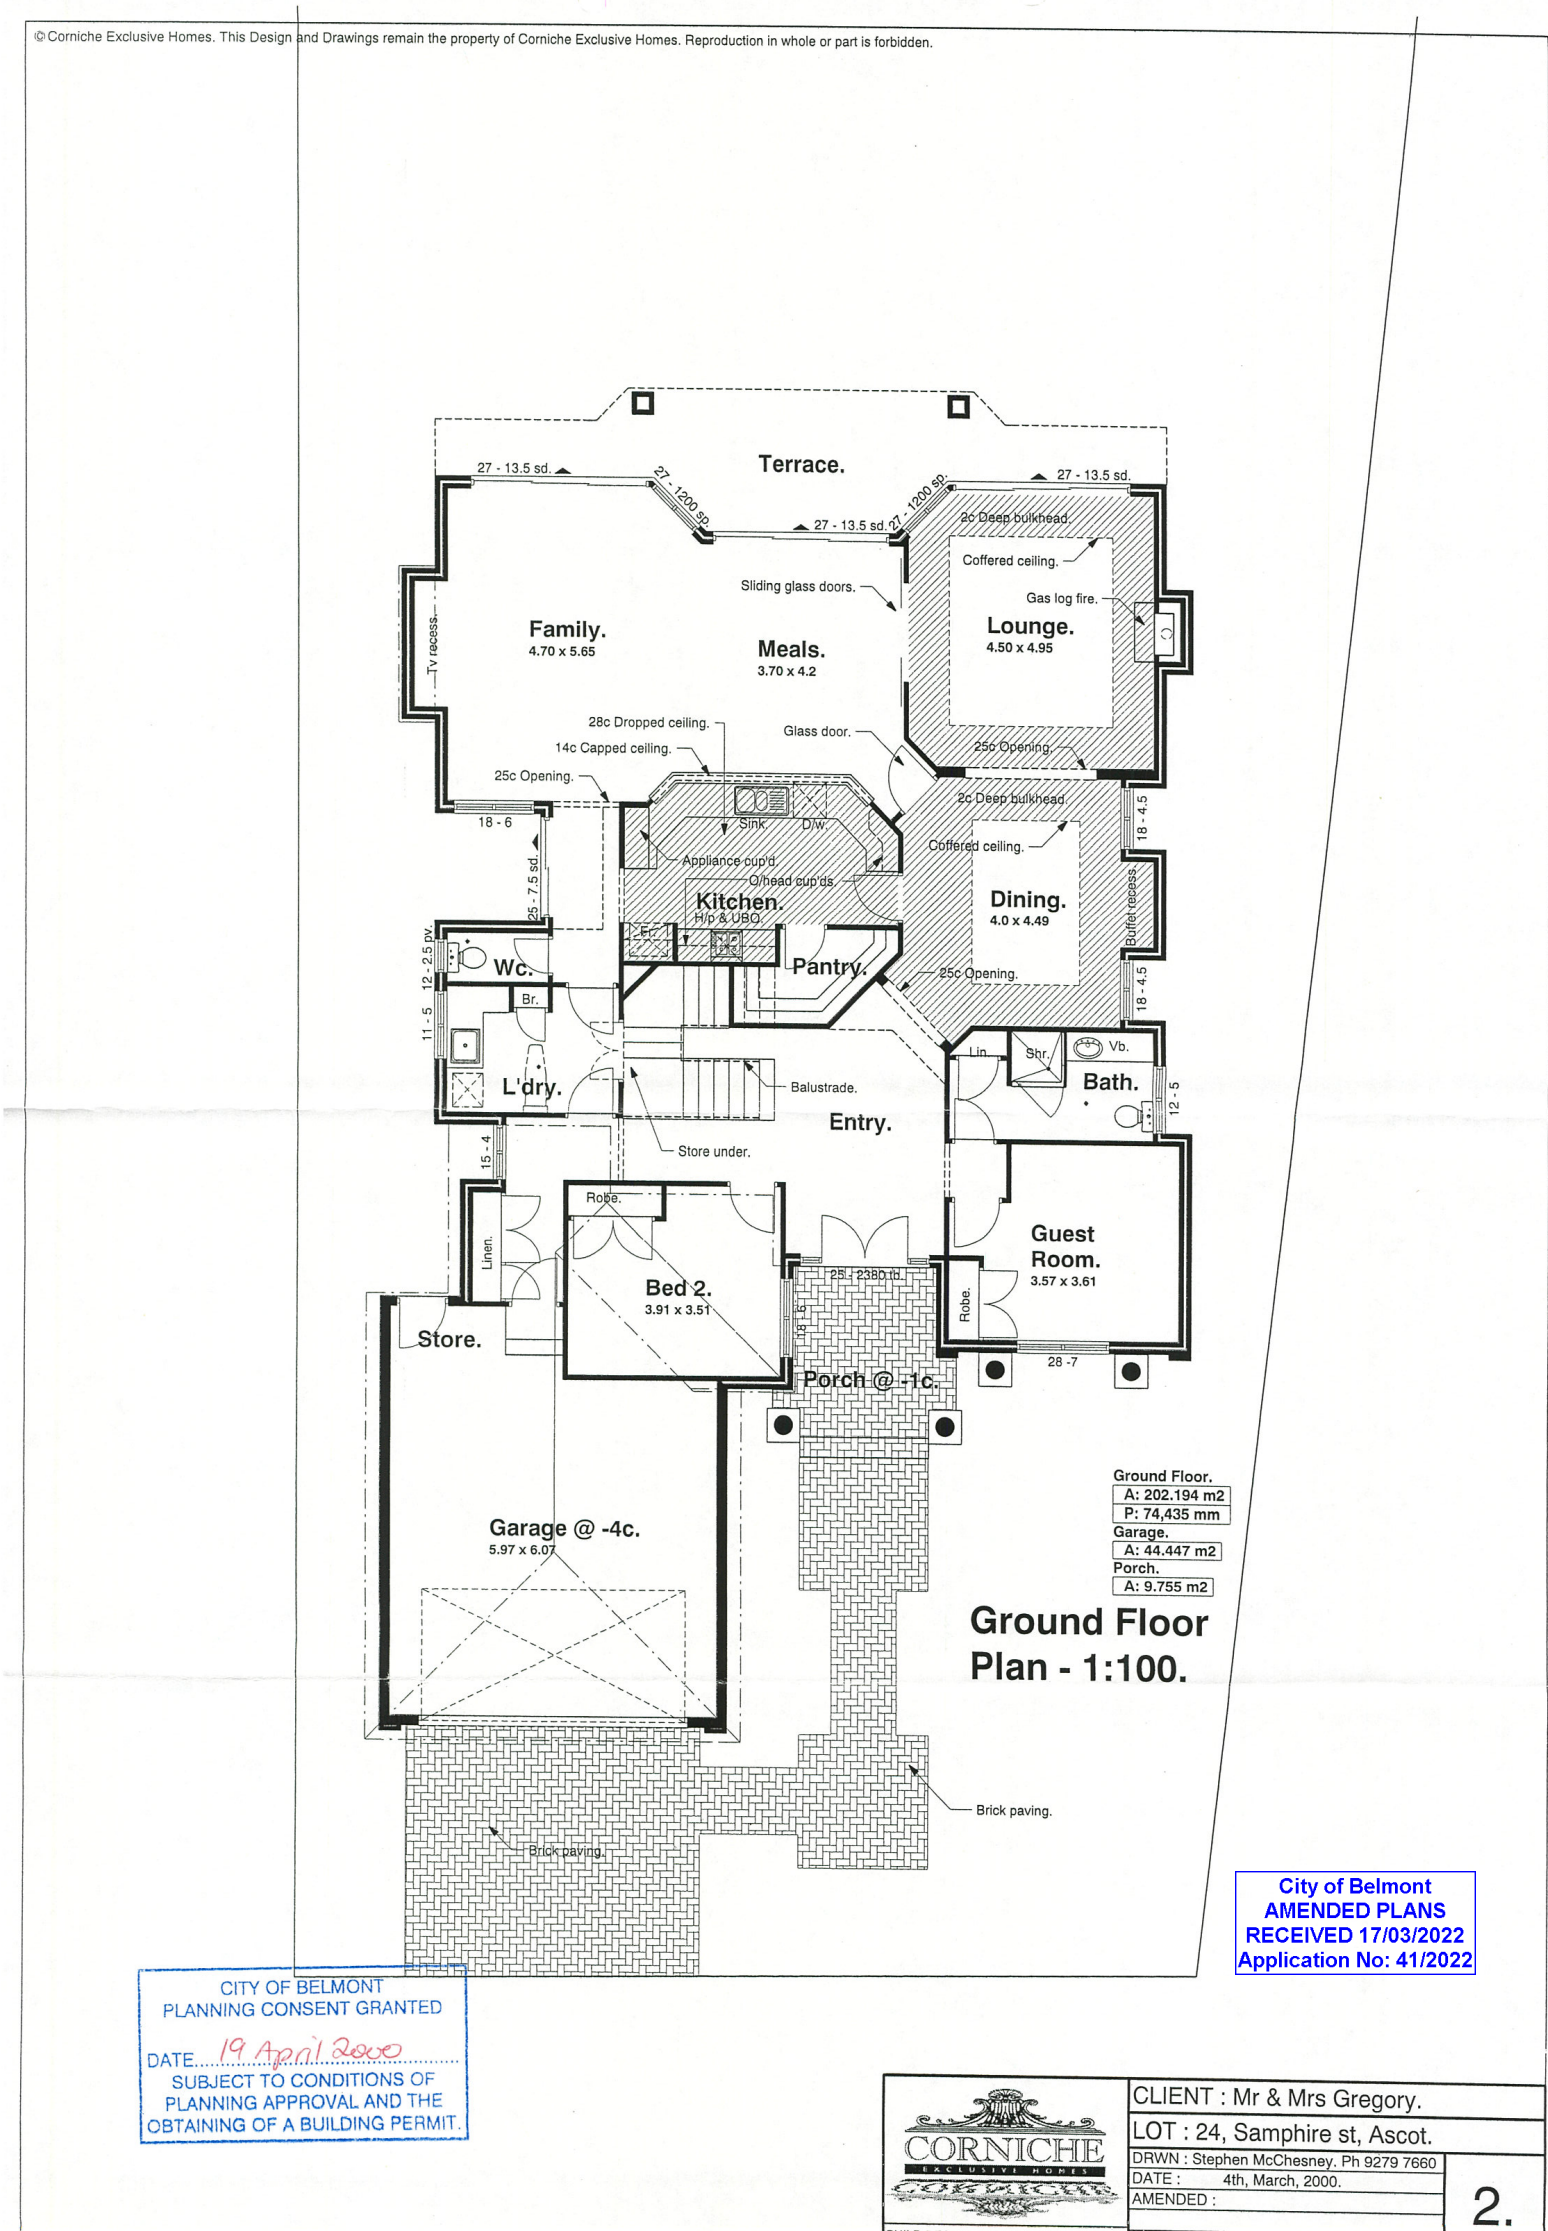 © Corniche Exclusive Homes. This Design and Drawings remain the property of Corniche Exclusive Homes. Reproduction in whole or part is forbidden.
Terrace.
27 - 13.5 sd.
27 - 1200 sp.
27 - 13.5 sd.
27 - 1200 sp.
27 - 13.5 sd.
2c Deep bulkhead.
Coffered ceiling.
Sliding glass doors.
Gas log fire.
Family.
4.70 x 5.65
Meals.
3.70 x 4.2
Lounge.
4.50 x 4.95
Tv recess.
28c Dropped ceiling.
14c Capped ceiling.
25c Opening.
Glass door.
25c Opening.
18 - 6
25 - 7.5 sd.
Sink.
D/w.
2c Deep bulkhead.
18 - 4.5
Coffered ceiling.
Appliance cup'd.
O/head cup'ds.
Kitchen.
H/p & UBO.
Fr.
Dining.
4.0 x 4.49
Buffet recess
12 - 2.5 pv.
Wc.
Pantry.
25c Opening.
18 - 4.5
11 - 5
Br.
L'dry.
Balustrade.
Lin.
Shr.
Vb.
Bath.
12 - 5
Entry.
15 - 4
Store under.
Robe.
Linen.
Bed 2.
3.91 x 3.51
25 - 2380 td.
18 - 6
Guest
Room.
3.57 x 3.61
Robe.
28 -7
Store.
Porch @ -1c.
Garage @ -4c.
5.97 x 6.07
Ground Floor.
A: 202.194 m2
P: 74,435 mm
Garage.
A: 44.447 m2
Porch.
A: 9.755 m2
Ground Floor
Plan - 1:100.
Brick paving.
Brick paving.
City of Belmont
AMENDED PLANS
RECEIVED 17/03/2022
Application No: 41/2022
CITY OF BELMONT
PLANNING CONSENT GRANTED
DATE 19 April 2000
SUBJECT TO CONDITIONS OF
PLANNING APPROVAL AND THE
OBTAINING OF A BUILDING PERMIT.
CORNICHE
EXCLUSIVE HOMES
CLIENT : Mr & Mrs Gregory.
LOT : 24, Samphire st, Ascot.
DRWN : Stephen McChesney. Ph 9279 7660
DATE : 4th, March, 2000.
AMENDED :
2.